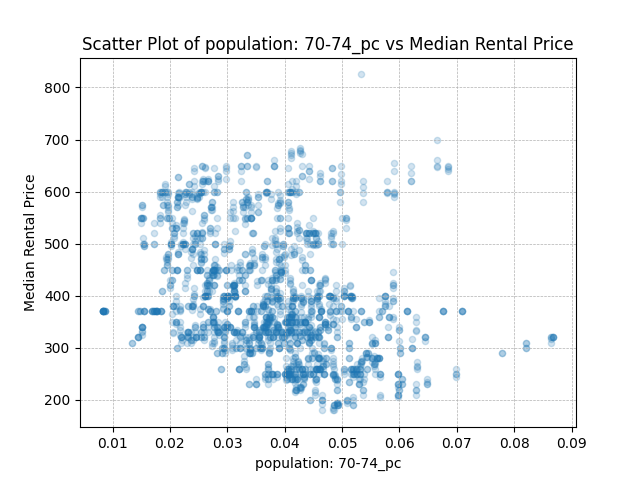 Scatter Plot of population: 70-74_pc vs Median Rental Price
Median Rental Price
800
700
600
500
400
300
200
0.01 0.02 0.03 0.04 0.05 0.06 0.07 0.08 0.09
population: 70-74_pc